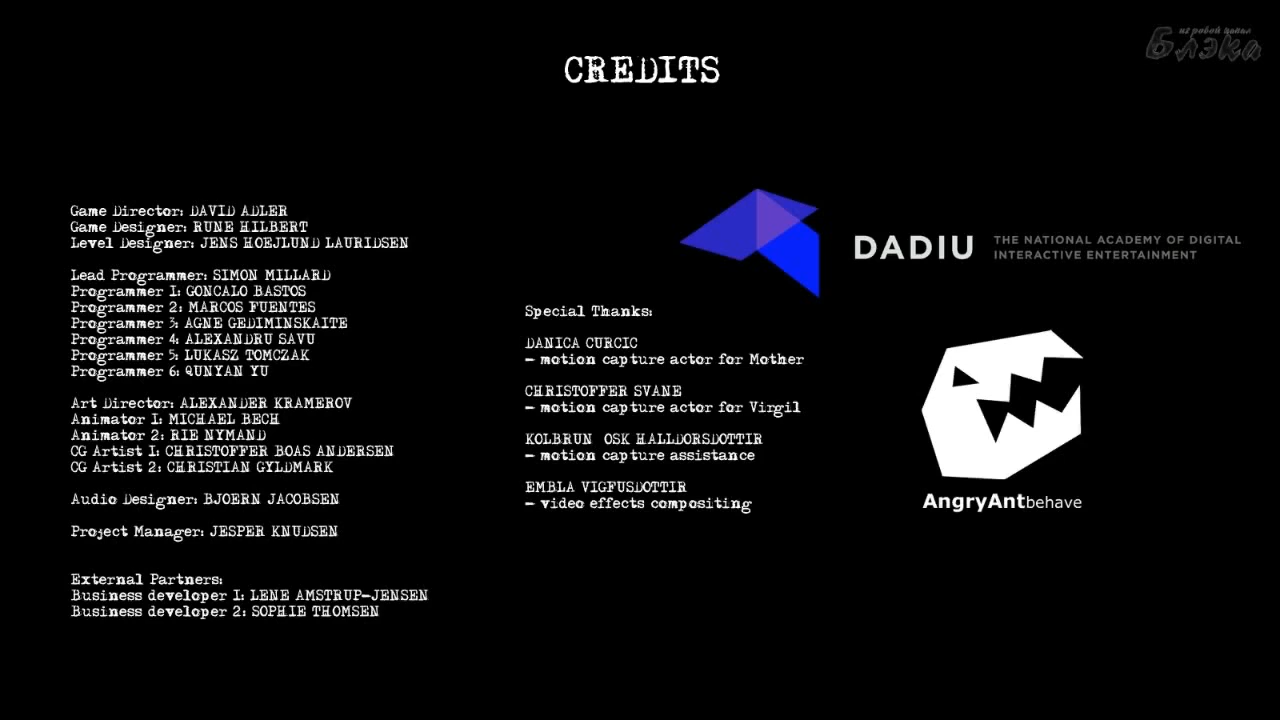 игровой канал
Блэка
CREDITS
Game Director: DAVID ADLER
Game Designer: RUNE HILBERT
Level Designer: JENS HOEJLUND LAURIDSEN
Lead Programmer: SIMON MILLARD
Programmer 1: GONCALO BASTOS
Programmer 2: MARCOS FUENTES
Programmer 3: AGNE GEDIMINSKAITE
Programmer 4: ALEXANDRU SAVU
Programmer 5: LUKASZ TOMCZAK
Programmer 6: QUNYAN YU
Art Director: ALEXANDER KRAMEROV
Animator 1: MICHAEL BECH
Animator 2: RIE NYMAND
CG Artist 1: CHRISTOFFER BOAS ANDERSEN
CG Artist 2: CHRISTIAN GYLDMARK
Audio Designer: BJOERN JACOBSEN
Project Manager: JESPER KNUDSEN
External Partners:
Business developer 1: LENE AMSTRUP-JENSEN
Business developer 2: SOPHIE THOMSEN
Special Thanks:
DANICA CURCIC
- motion capture actor for Mother
CHRISTOFFER SVANE
- motion capture actor for Virgil
KOLBRUN OSK HALLDORSDOTTIR
- motion capture assistance
EMBLA VIGFUSDOTTIR
- video effects compositing
DADIU
THE NATIONAL ACADEMY OF DIGITAL
INTERACTIVE ENTERTAINMENT
AngryAntbehave